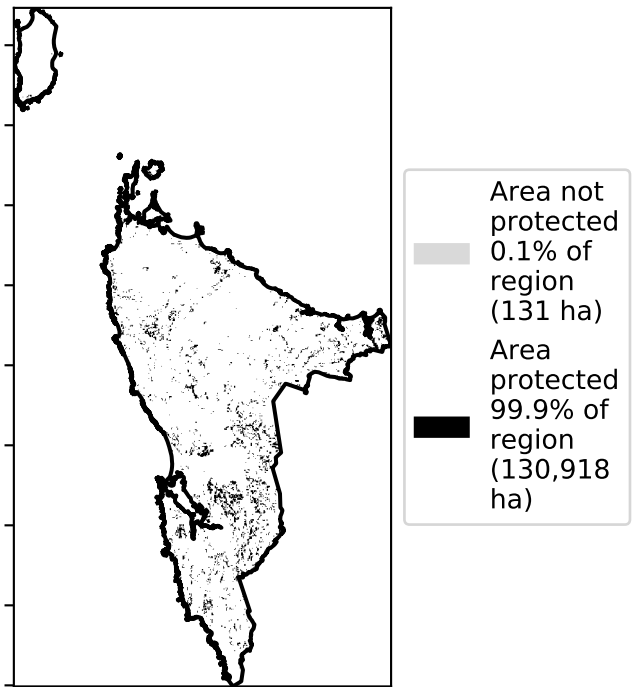 Area not
protected
0.1% of
region
(131 ha)
Area
protected
99.9% of
region
(130,918
ha)